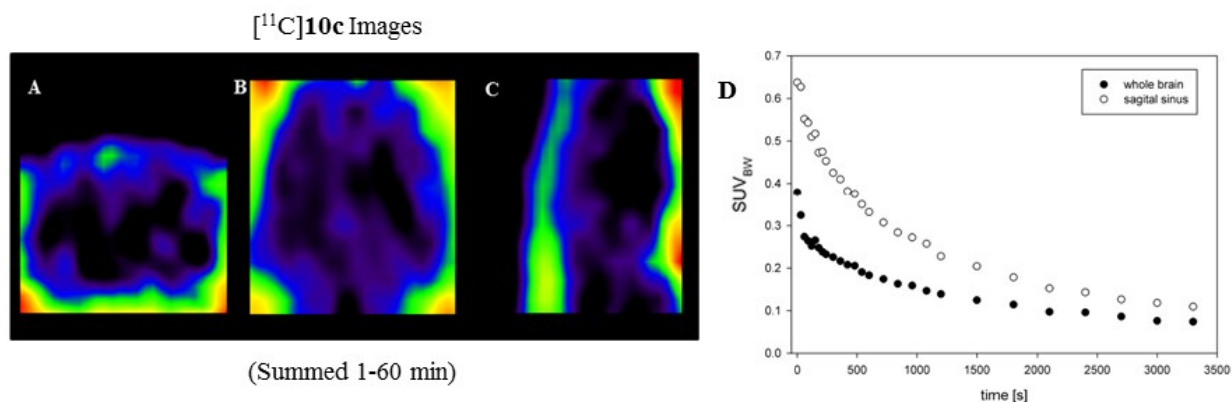 [¹¹C]10c Images
A
B
C
(Summed 1-60 min)
D
whole brain
sagital sinus
SUV_BW
0.7
0.6
0.5
0.4
0.3
0.2
0.1
0.0
0 500 1000 1500 2000 2500 3000 3500
time [s]